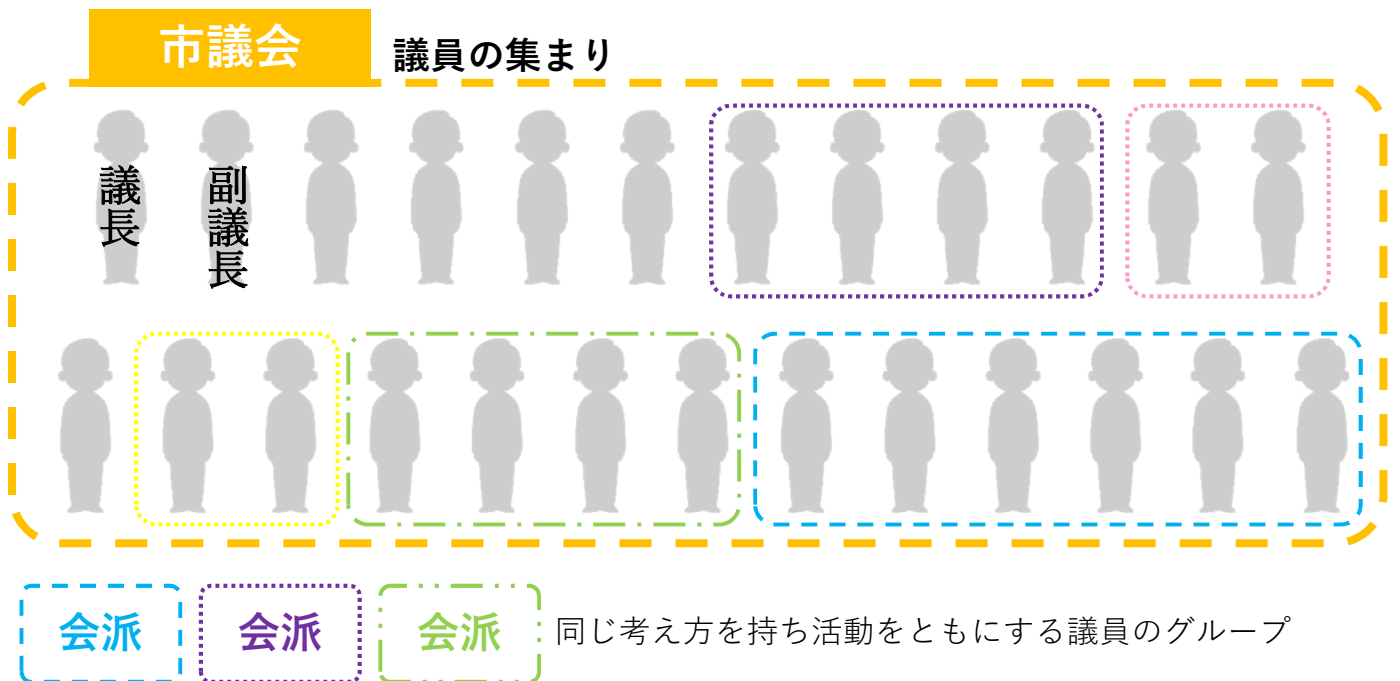 市議会
議員の集まり
議長
副議長
会派
会派
会派
同じ考え方を持ち活動をともにする議員のグループ